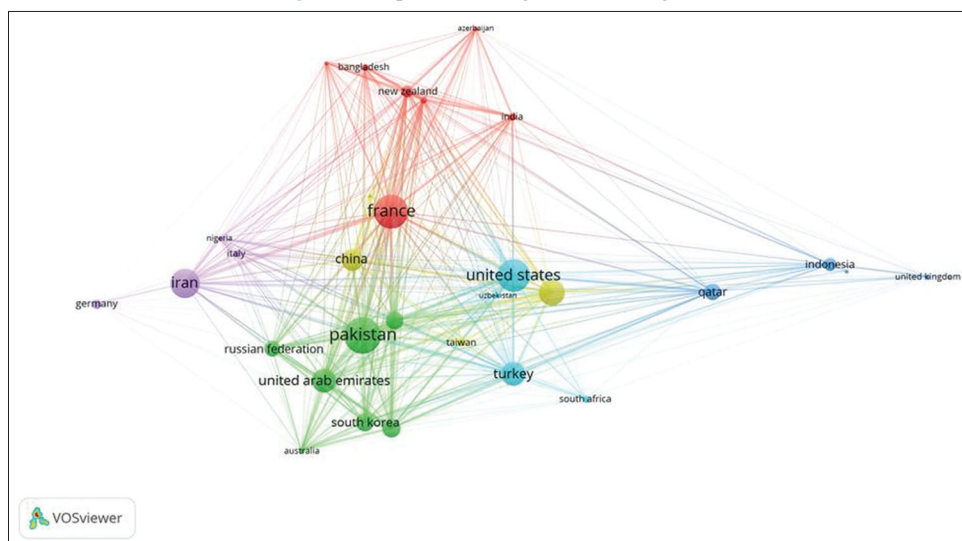 azerbaijan
bangladesh
new zealand
india
france
nigeria
italy
china
iran
united states
indonesia
united kingdom
germany
uzbekistan
qatar
pakistan
taiwan
russian federation
united arab emirates
turkey
south africa
south korea
australia
VOSviewer